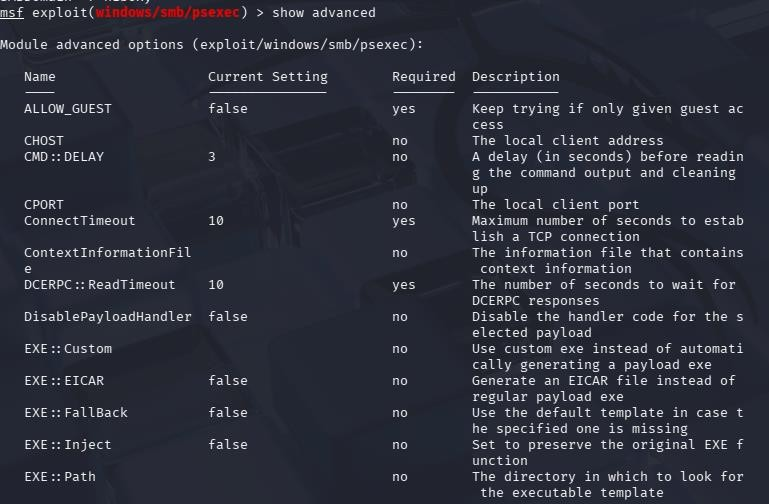 msf exploit(windows/smb/psexec) > show advanced
Module advanced options (exploit/windows/smb/psexec):
Name Current Setting Required Description
ALLOW_GUEST false yes Keep trying if only given guest ac
cess
CHOST no The local client address
CMD::DELAY 3 no A delay (in seconds) before readin
g the command output and cleaning
up
CPORT no The local client port
ConnectTimeout 10 yes Maximum number of seconds to estab
lish a TCP connection
ContextInformationFil no The information file that contains
e context information
DCERPC::ReadTimeout 10 yes The number of seconds to wait for
DCERPC responses
DisablePayloadHandler false no Disable the handler code for the s
elected payload
EXE::Custom no Use custom exe instead of automati
cally generating a payload exe
EXE::EICAR false no Generate an EICAR file instead of
regular payload exe
EXE::FallBack false no Use the default template in case t
he specified one is missing
EXE::Inject false no Set to preserve the original EXE f
unction
EXE::Path no The directory in which to look for
the executable template